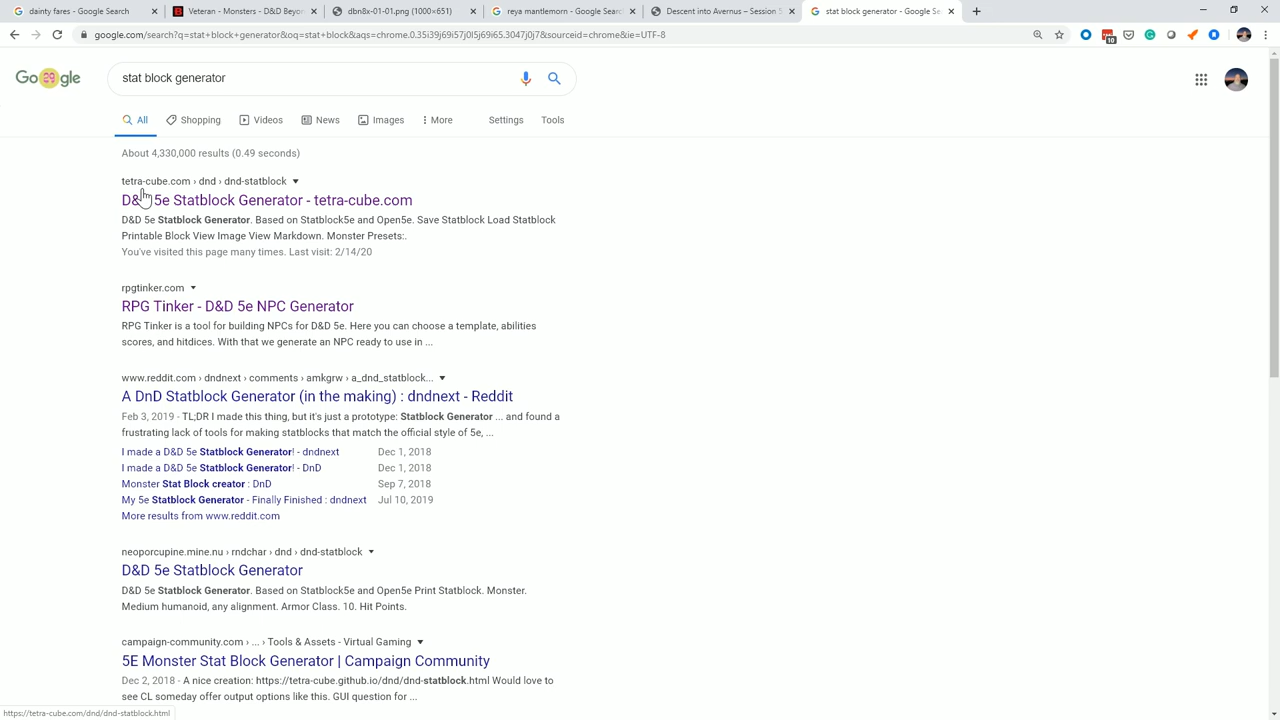 dainty fares - Google Search
Veteran - Monsters - D&D Beyon
dbn8x-01-01.png (1000×651)
reya mantlemorn - Google Search
Descent into Avernus – Session 5
stat block generator - Google Se
google.com/search?q=stat+block+generator&oq=stat+block&aqs=chrome.0.35i39j69i57j0l5j69i65.3047j0j7&sourceid=chrome&ie=UTF-8
10
stat block generator
All
Shopping
Videos
News
Images
More
Settings
Tools
About 4,330,000 results (0.49 seconds)
tetra-cube.com › dnd › dnd-statblock
D&D 5e Statblock Generator - tetra-cube.com
D&D 5e Statblock Generator. Based on Statblock5e and Open5e. Save Statblock Load Statblock
Printable Block View Image View Markdown. Monster Presets:.
You've visited this page many times. Last visit: 2/14/20
rpgtinker.com
RPG Tinker - D&D 5e NPC Generator
RPG Tinker is a tool for building NPCs for D&D 5e. Here you can choose a template, abilities
scores, and hitdices. With that we generate an NPC ready to use in ...
www.reddit.com › dndnext › comments › amkgrw › a_dnd_statblock...
A DnD Statblock Generator (in the making) : dndnext - Reddit
Feb 3, 2019 - TL;DR I made this thing, but it's just a prototype: Statblock Generator ... and found a
frustrating lack of tools for making statblocks that match the official style of 5e, ...
I made a D&D 5e Statblock Generator! - dndnext Dec 1, 2018
I made a D&D 5e Statblock Generator! - DnD Dec 1, 2018
Monster Stat Block creator : DnD Sep 7, 2018
My 5e Statblock Generator - Finally Finished : dndnext Jul 10, 2019
More results from www.reddit.com
neoporcupine.mine.nu › rndchar › dnd › dnd-statblock
D&D 5e Statblock Generator
D&D 5e Statblock Generator. Based on Statblock5e and Open5e Print Statblock. Monster.
Medium humanoid, any alignment. Armor Class. 10. Hit Points.
campaign-community.com › ... › Tools & Assets - Virtual Gaming
5E Monster Stat Block Generator | Campaign Community
Dec 2, 2018 - A nice creation: https://tetra-cube.github.io/dnd/dnd-statblock.html Would love to
see CL someday offer output options like this. GUI question for ...
https://tetra-cube.com/dnd/dnd-statblock.html